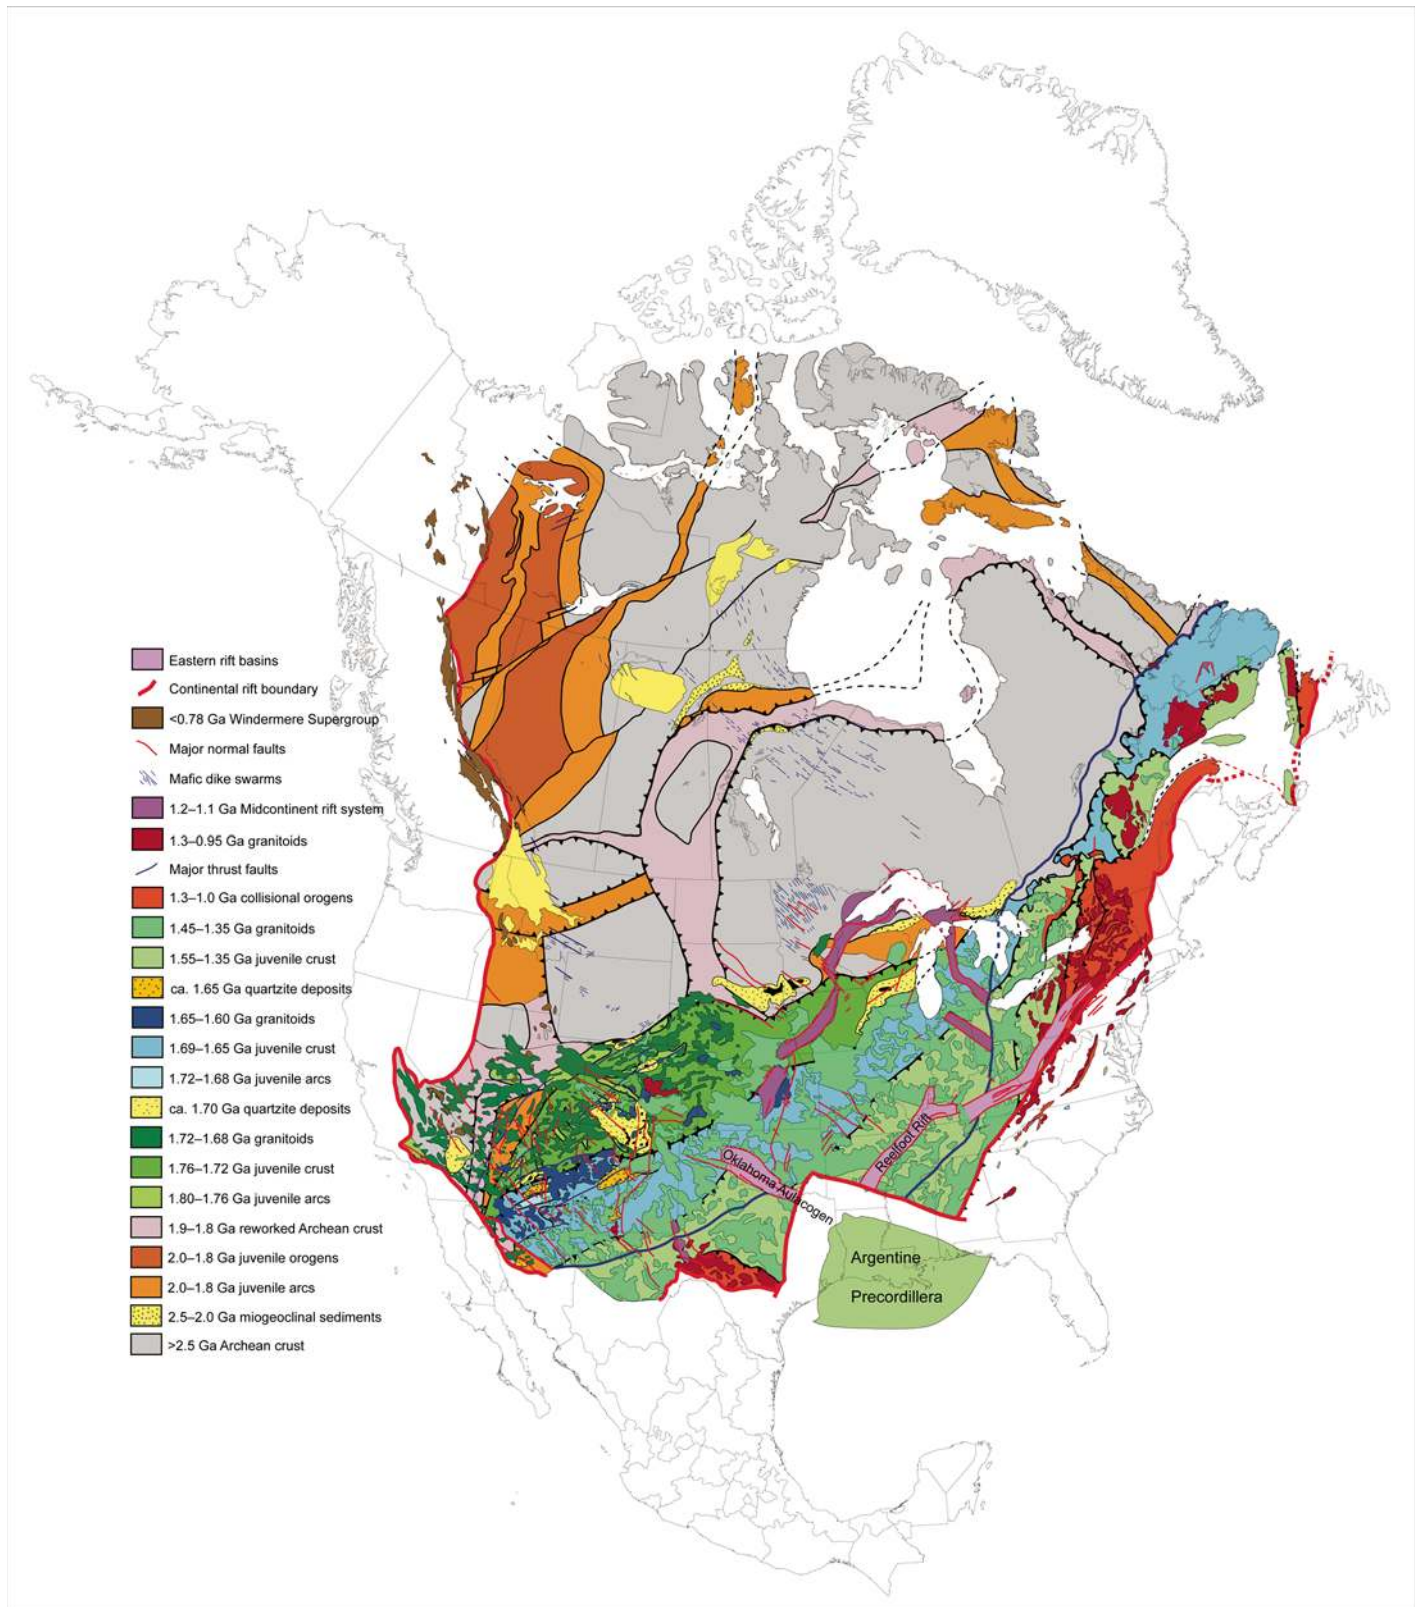 Eastern rift basins
Continental rift boundary
<0.78 Ga Windermere Supergroup
Major normal faults
Mafic dike swarms
1.2–1.1 Ga Midcontinent rift system
1.3–0.95 Ga granitoids
Major thrust faults
1.3–1.0 Ga collisional orogens
1.45–1.35 Ga granitoids
1.55–1.35 Ga juvenile crust
ca. 1.65 Ga quartzite deposits
1.65–1.60 Ga granitoids
1.69–1.65 Ga juvenile crust
1.72–1.68 Ga juvenile arcs
ca. 1.70 Ga quartzite deposits
1.72–1.68 Ga granitoids
1.76–1.72 Ga juvenile crust
1.80–1.76 Ga juvenile arcs
1.9–1.8 Ga reworked Archean crust
2.0–1.8 Ga juvenile orogens
2.0–1.8 Ga juvenile arcs
2.5–2.0 Ga miogeoclinal sediments
>2.5 Ga Archean crust
Oklahoma Aulacogen
Reelfoot Rift
Argentine
Precordillera